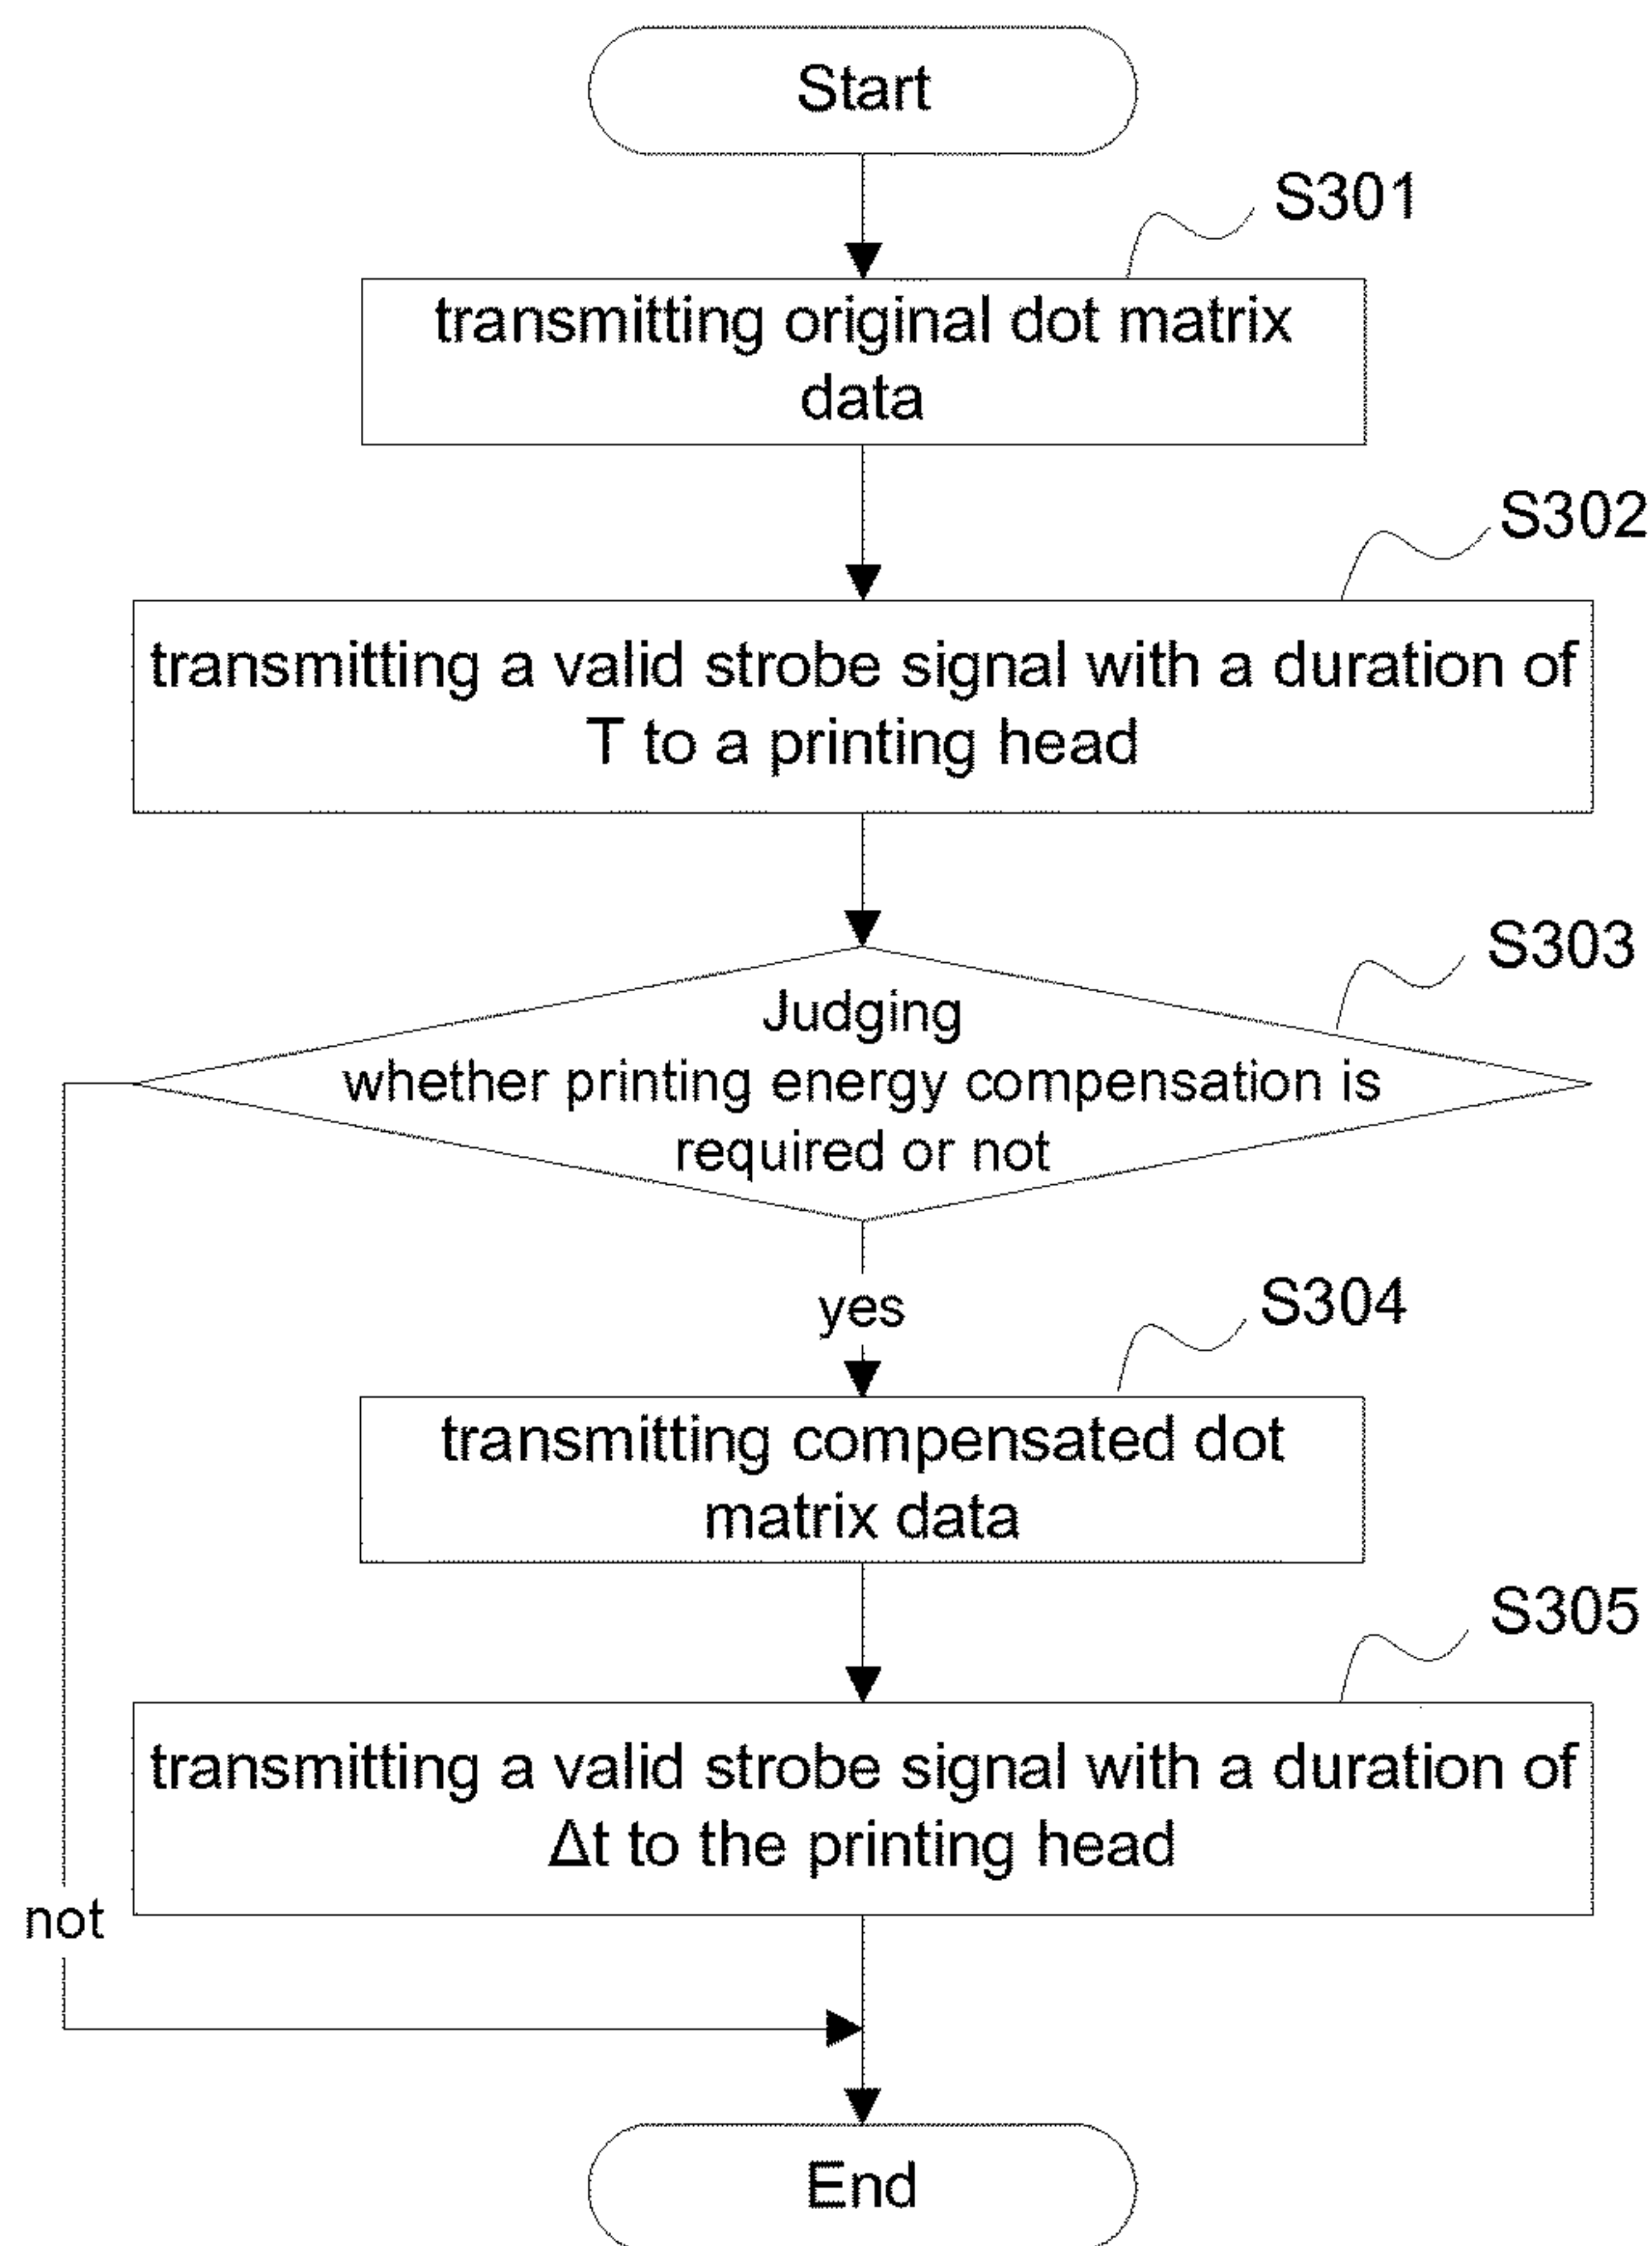 Start
S301
transmitting original dot matrix
data
S302
transmitting a valid strobe signal with a duration of
T to a printing head
S303
Judging
whether printing energy compensation is
required or not
yes
S304
transmitting compensated dot
matrix data
S305
transmitting a valid strobe signal with a duration of
Δt to the printing head
not
End